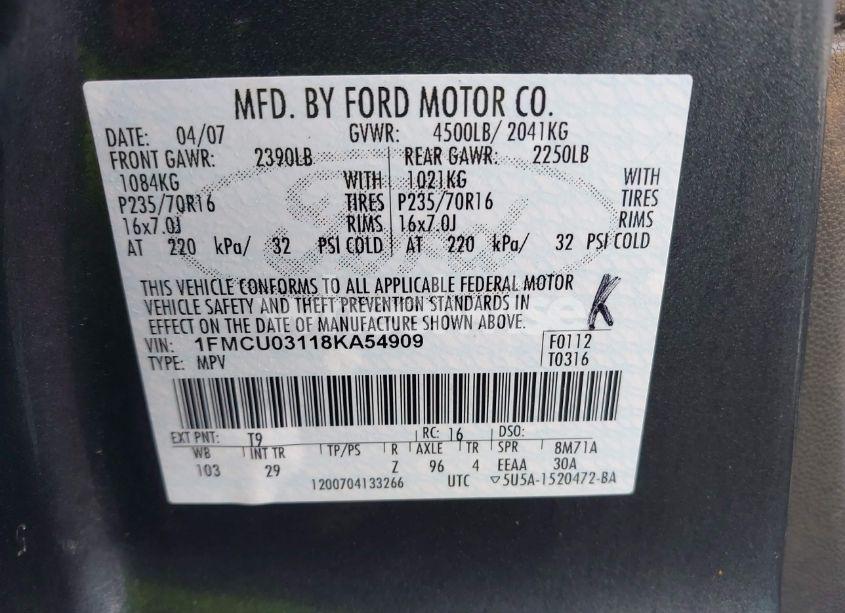 MFD. BY FORD MOTOR CO.
DATE: 04/07 GVWR: 4500LB/ 2041KG
FRONT GAWR: 2390LB REAR GAWR: 2250LB
1084KG WITH 1021KG WITH
P235/70R16 TIRES P235/70R16 TIRES
16x7.0J RIMS 16x7.0J RIMS
AT 220 kPa/ 32 PSI COLD AT 220 kPa/ 32 PSI COLD
THIS VEHICLE CONFORMS TO ALL APPLICABLE FEDERAL MOTOR
VEHICLE SAFETY AND THEFT PREVENTION STANDARDS IN
EFFECT ON THE DATE OF MANUFACTURE SHOWN ABOVE.
K
VIN: 1FMCU03118KA54909 F0112
TYPE: MPV T0316
EXT PNT: T9 RC: 16 DSO:
WB INT TR TP/PS R AXLE TR SPR 8M71A
103 29 Z 96 4 EEAA 30A
1200704133266 UTC ▽5U5A-1520472-BA